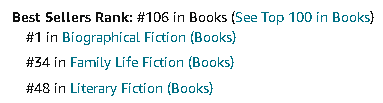 Best Sellers Rank: #106 in Books (See Top 100 in Books)
#1 in Biographical Fiction (Books)
#34 in Family Life Fiction (Books)
#48 in Literary Fiction (Books)